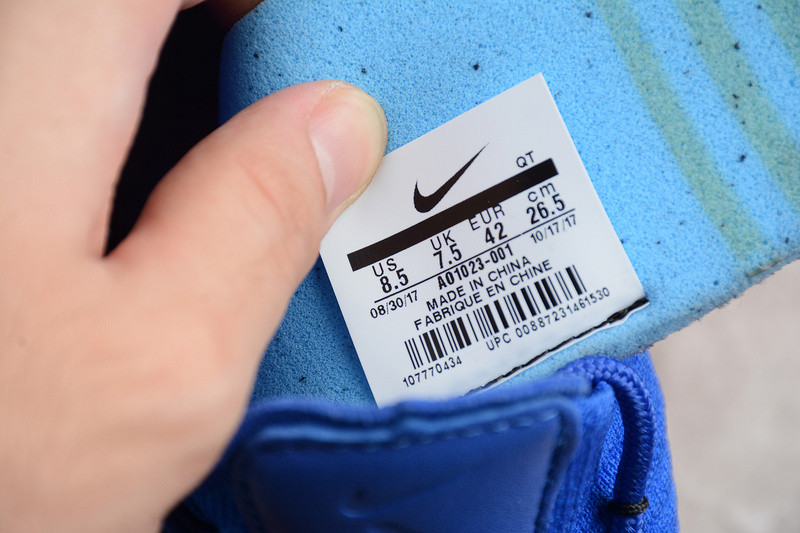 QT
US UK EUR cm
8.5 7.5 42 26.5
08/30/17 A01023-001 10/17/17
MADE IN CHINA
FABRIQUE EN CHINE
107770434 UPC 00887231461530